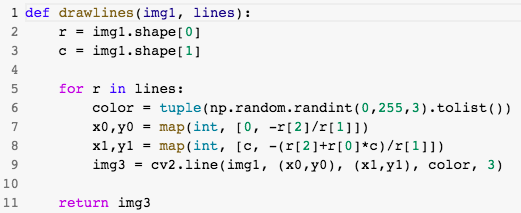 1 def drawlines(img1, lines):
2     r = img1.shape[0]
3     c = img1.shape[1]
4
5     for r in lines:
6         color = tuple(np.random.randint(0,255,3).tolist())
7         x0,y0 = map(int, [0, -r[2]/r[1]])
8         x1,y1 = map(int, [c, -(r[2]+r[0]*c)/r[1]])
9         img3 = cv2.line(img1, (x0,y0), (x1,y1), color, 3)
10
11     return img3